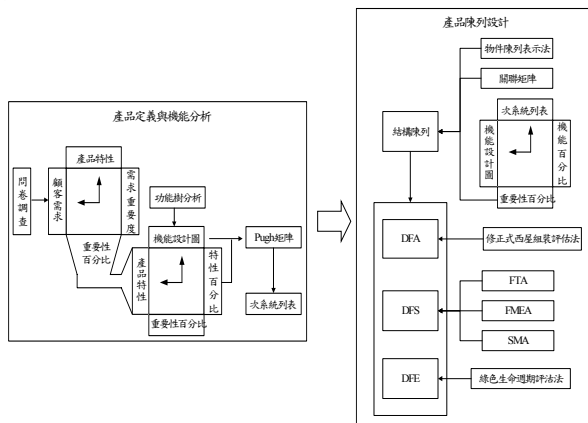 產品定義與機能分析
產品特性
問卷調查
顧客需求
需求重要度
重要性
百分比
功能樹分析
機能設計圖
產品特性
特性百分比
重要性百分比
Pugh矩陣
次系統列表
產品陳列設計
物件陳列表示法
關聯矩陣
結構陳列
次系統列表
機能設計圖
機能百分比
重要性百分比
DFA
修正式西屋組裝評估法
DFS
FTA
FMEA
SMA
DFE
綠色生命週期評估法